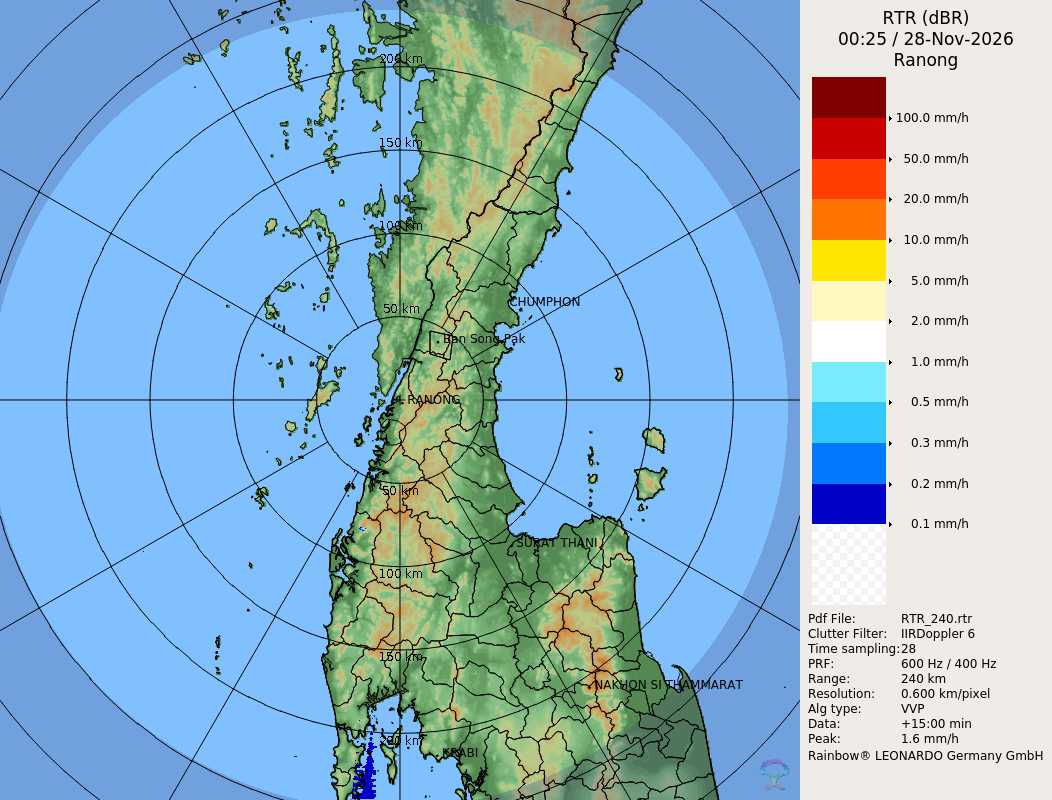 RTR (dBR)
00:25 / 28-Nov-2026
Ranong
100.0 mm/h
50.0 mm/h
20.0 mm/h
10.0 mm/h
5.0 mm/h
2.0 mm/h
1.0 mm/h
0.5 mm/h
0.3 mm/h
0.2 mm/h
0.1 mm/h
Pdf File: RTR_240.rtr
Clutter Filter: IIRDoppler 6
Time sampling:28
PRF: 600 Hz / 400 Hz
Range: 240 km
Resolution: 0.600 km/pixel
Alg type: VVP
Data: +15:00 min
Peak: 1.6 mm/h
Rainbow® LEONARDO Germany GmbH
200 km
150 km
100 km
50 km
CHUMPHON
Ban Song Pak
RANONG
50 km
SURAT THANI
100 km
150 km
NAKHON SI THAMMARAT
200 km
KRABI